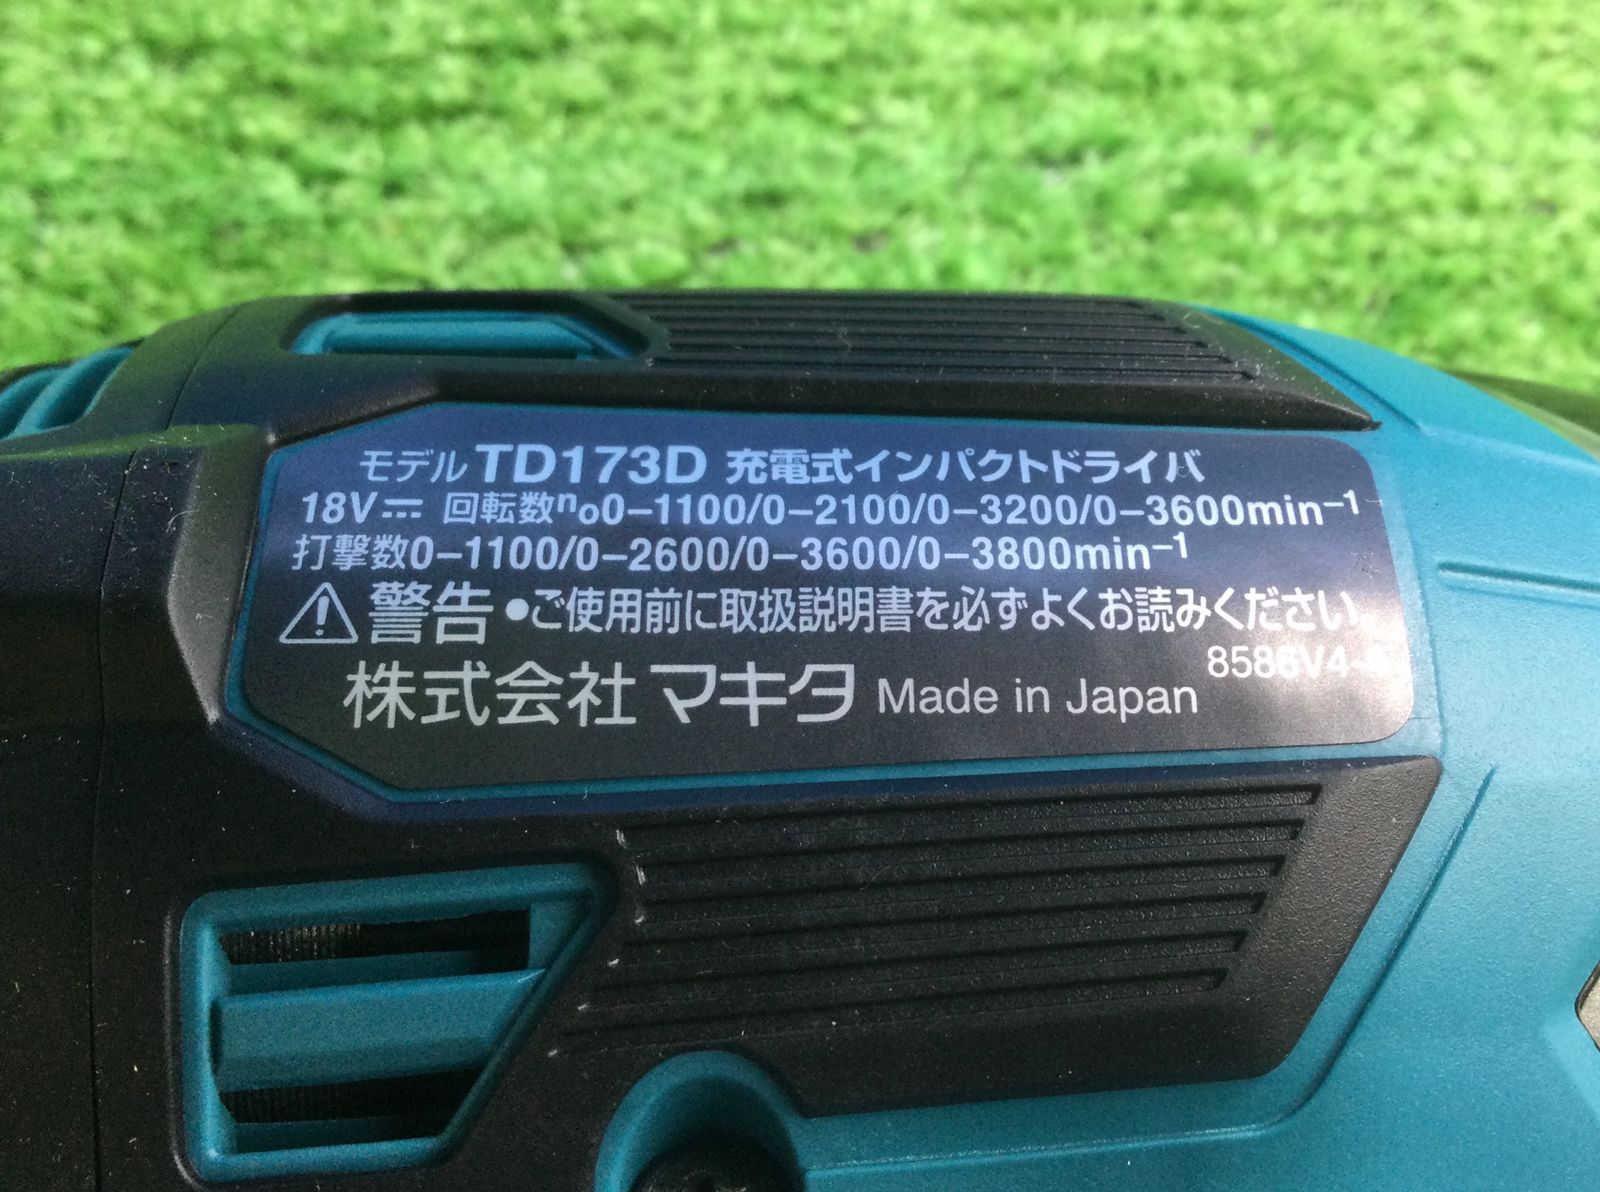 モデル TD173D 充電式インパクトドライバ
18V⎓ 回転数n₀0−1100/0−2100/0−3200/0−3600min⁻¹
打撃数0−1100/0−2600/0−3600/0−3800min⁻¹
⚠警告 ●ご使用前に取扱説明書を必ずよくお読みください。
8586V4-
株式会社マキタ Made in Japan